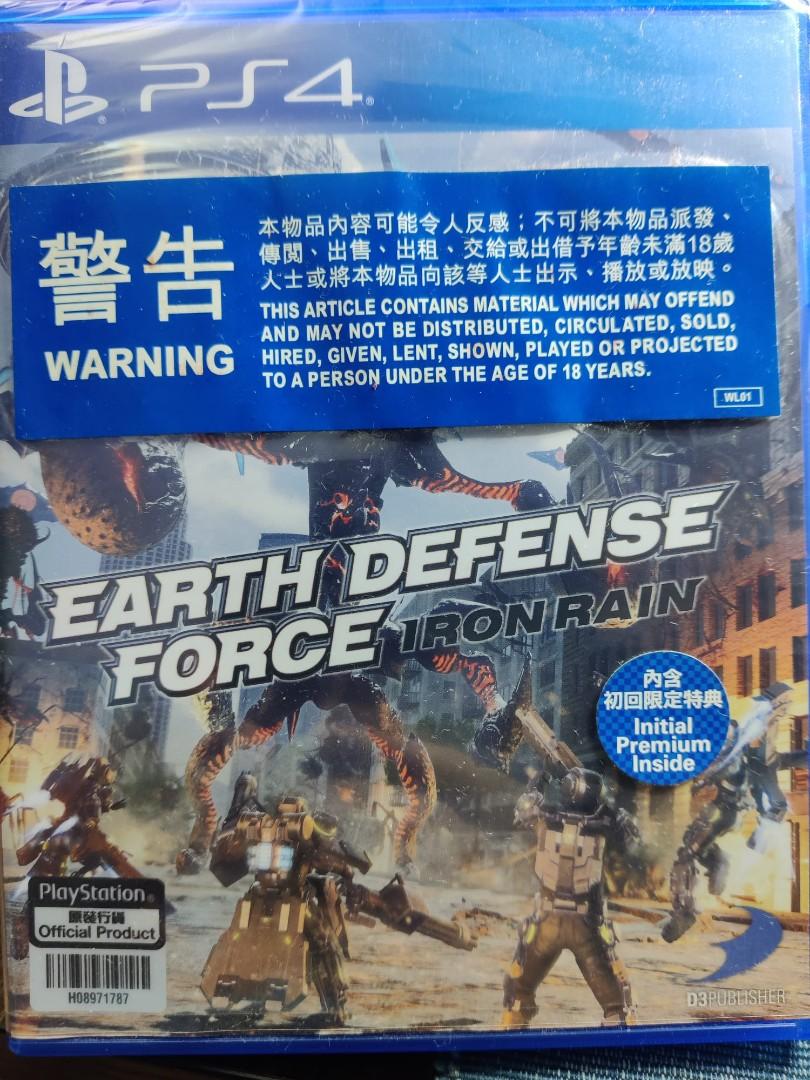 PS4
警告
WARNING
本物品內容可能令人反感；不可將本物品派發、
傳閱、出售、出租、交給或出借予年齡未滿18歲
人士或將本物品向該等人士出示、播放或放映。
THIS ARTICLE CONTAINS MATERIAL WHICH MAY OFFEND
AND MAY NOT BE DISTRIBUTED, CIRCULATED, SOLD,
HIRED, GIVEN, LENT, SHOWN, PLAYED OR PROJECTED
TO A PERSON UNDER THE AGE OF 18 YEARS.
WL01
EARTH DEFENSE
FORCE IRON RAIN
內含
初回限定特典
Initial
Premium
Inside
PlayStation®
原裝行貨
Official Product
H08971787
D3PUBLISHER